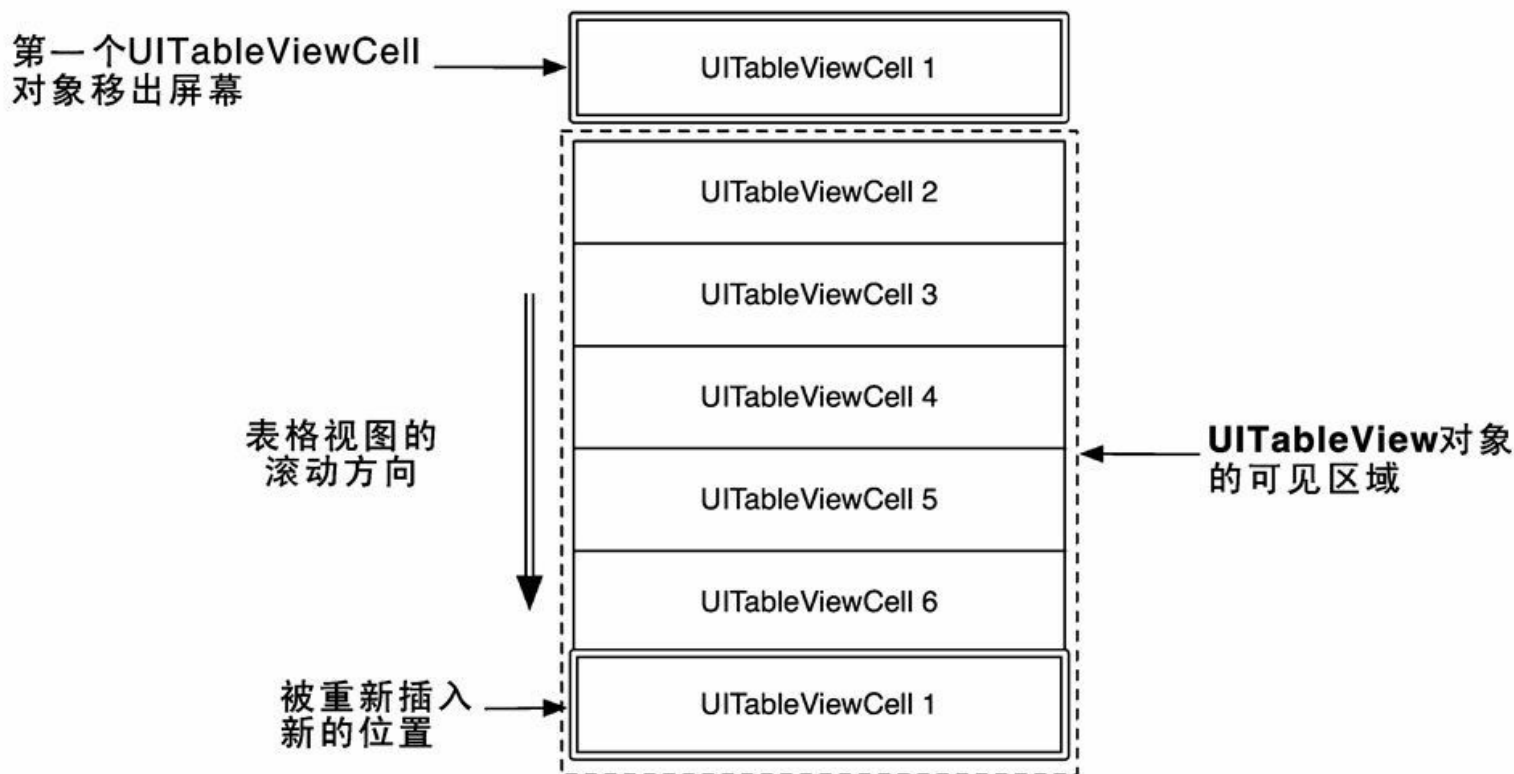 第一个UITableViewCell
对象移出屏幕
UITableViewCell 1
UITableViewCell 2
UITableViewCell 3
UITableViewCell 4
UITableViewCell 5
UITableViewCell 6
UITableViewCell 1
表格视图的
滚动方向
UITableView对象
的可见区域
被重新插入
新的位置